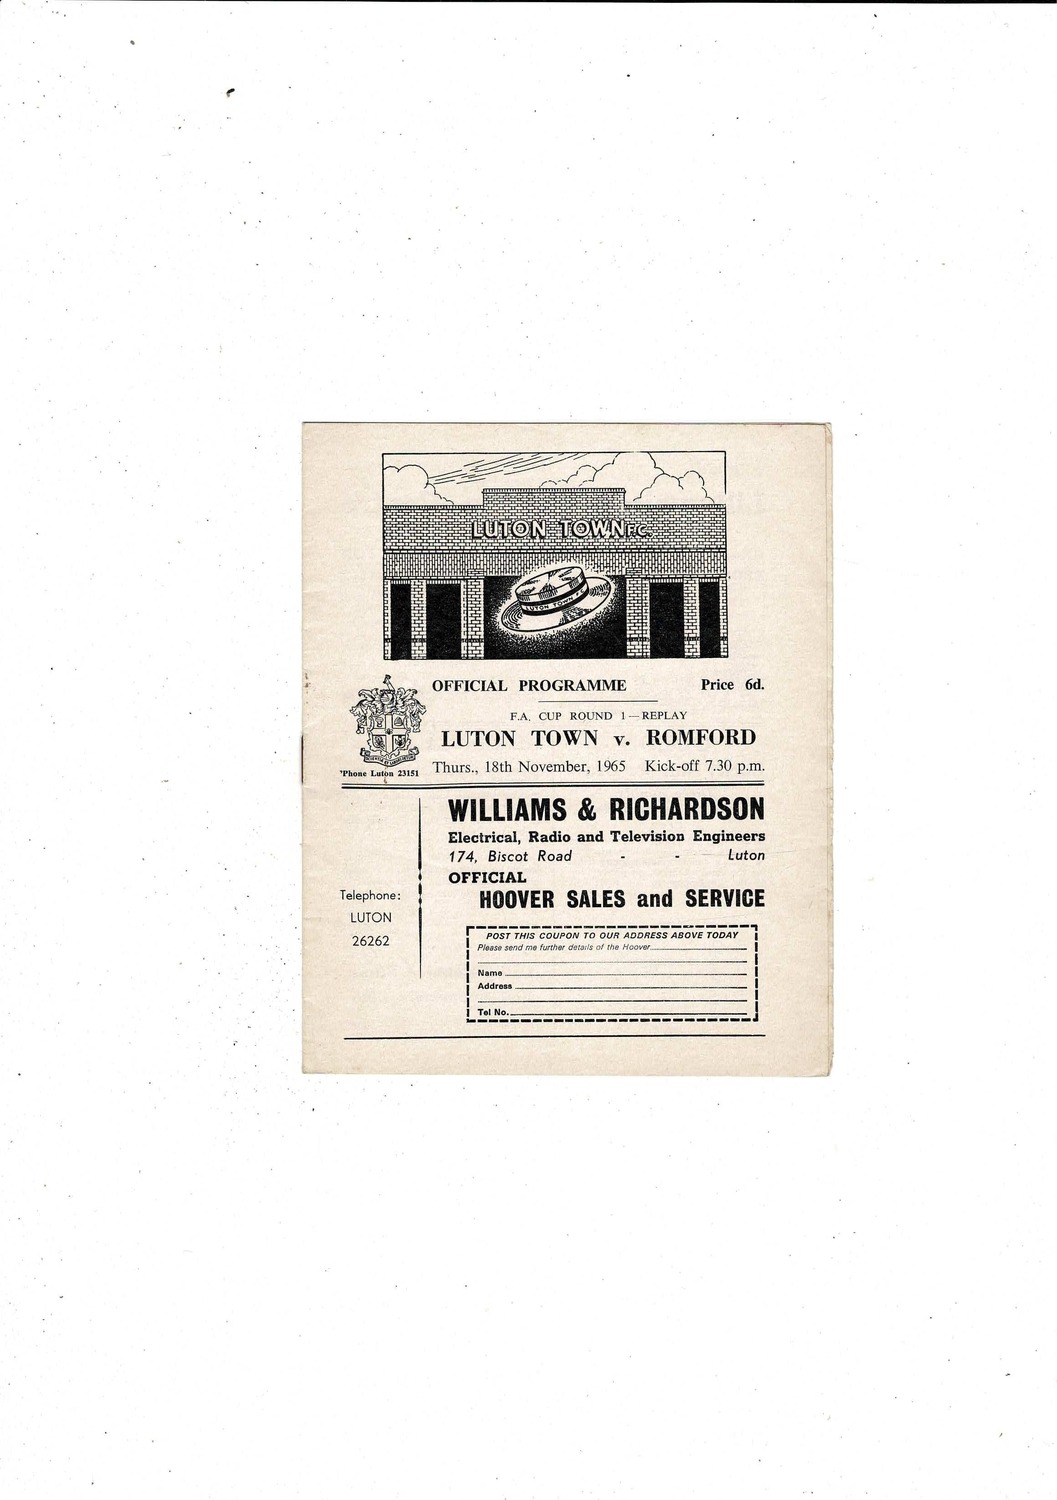 LUTON TOWN F.C.
LUTON TOWN F.C.
OFFICIAL PROGRAMME Price 6d.
F.A. CUP ROUND 1—REPLAY
LUTON TOWN v. ROMFORD
'Phone Luton 23151
Thurs., 18th November, 1965 Kick-off 7.30 p.m.
WILLIAMS & RICHARDSON
Electrical, Radio and Television Engineers
174, Biscot Road - - Luton
OFFICIAL
HOOVER SALES and SERVICE
Telephone:
LUTON
26262
POST THIS COUPON TO OUR ADDRESS ABOVE TODAY
Please send me further details of the Hoover
Name
Address
Tel No.